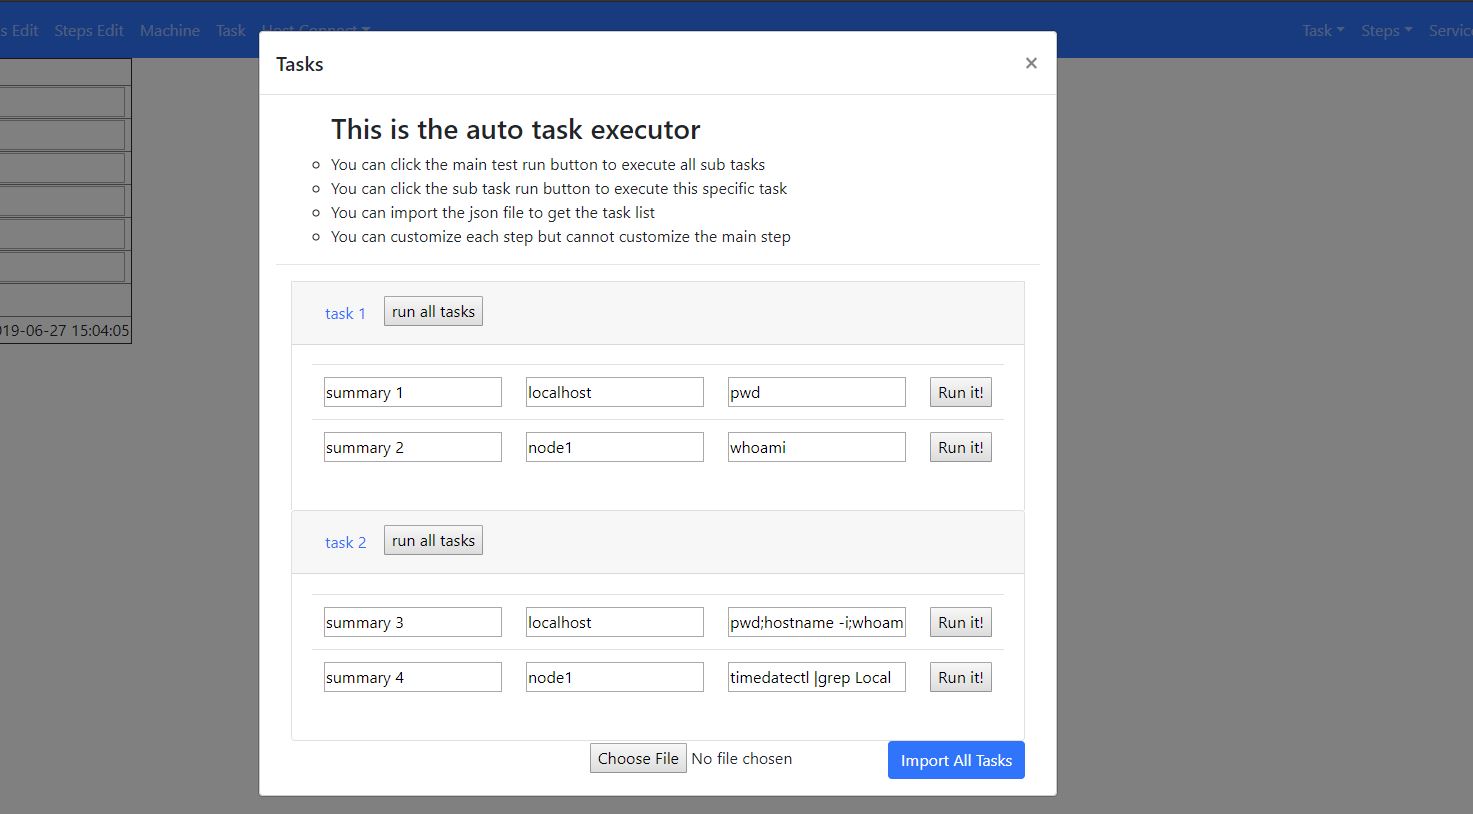 s Edit Steps Edit Machine Task Host Connect Task Steps Servic
Tasks ×
This is the auto task executor
You can click the main test run button to execute all sub tasks
You can click the sub task run button to execute this specific task
You can import the json file to get the task list
You can customize each step but cannot customize the main step
task 1 run all tasks
summary 1 localhost pwd Run it!
summary 2 node1 whoami Run it!
task 2 run all tasks
summary 3 localhost pwd;hostname -i;whoam Run it!
summary 4 node1 timedatectl |grep Local Run it!
Choose File No file chosen Import All Tasks
019-06-27 15:04:05